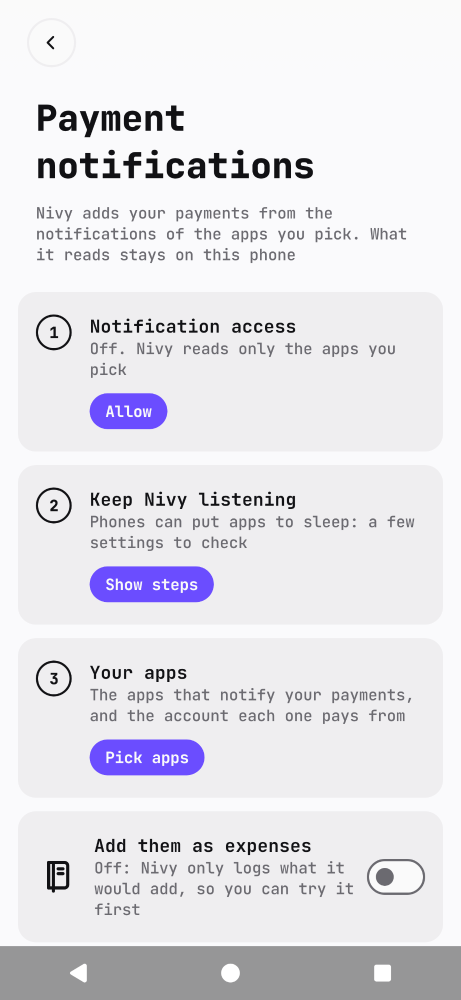 Payment
notifications
Nivy adds your payments from the
notifications of the apps you pick. What
it reads stays on this phone
1
Notification access
Off. Nivy reads only the apps you
pick
Allow
2
Keep Nivy listening
Phones can put apps to sleep: a few
settings to check
Show steps
3
Your apps
The apps that notify your payments,
and the account each one pays from
Pick apps
Add them as expenses
Off: Nivy only logs what it
would add, so you can try it
first